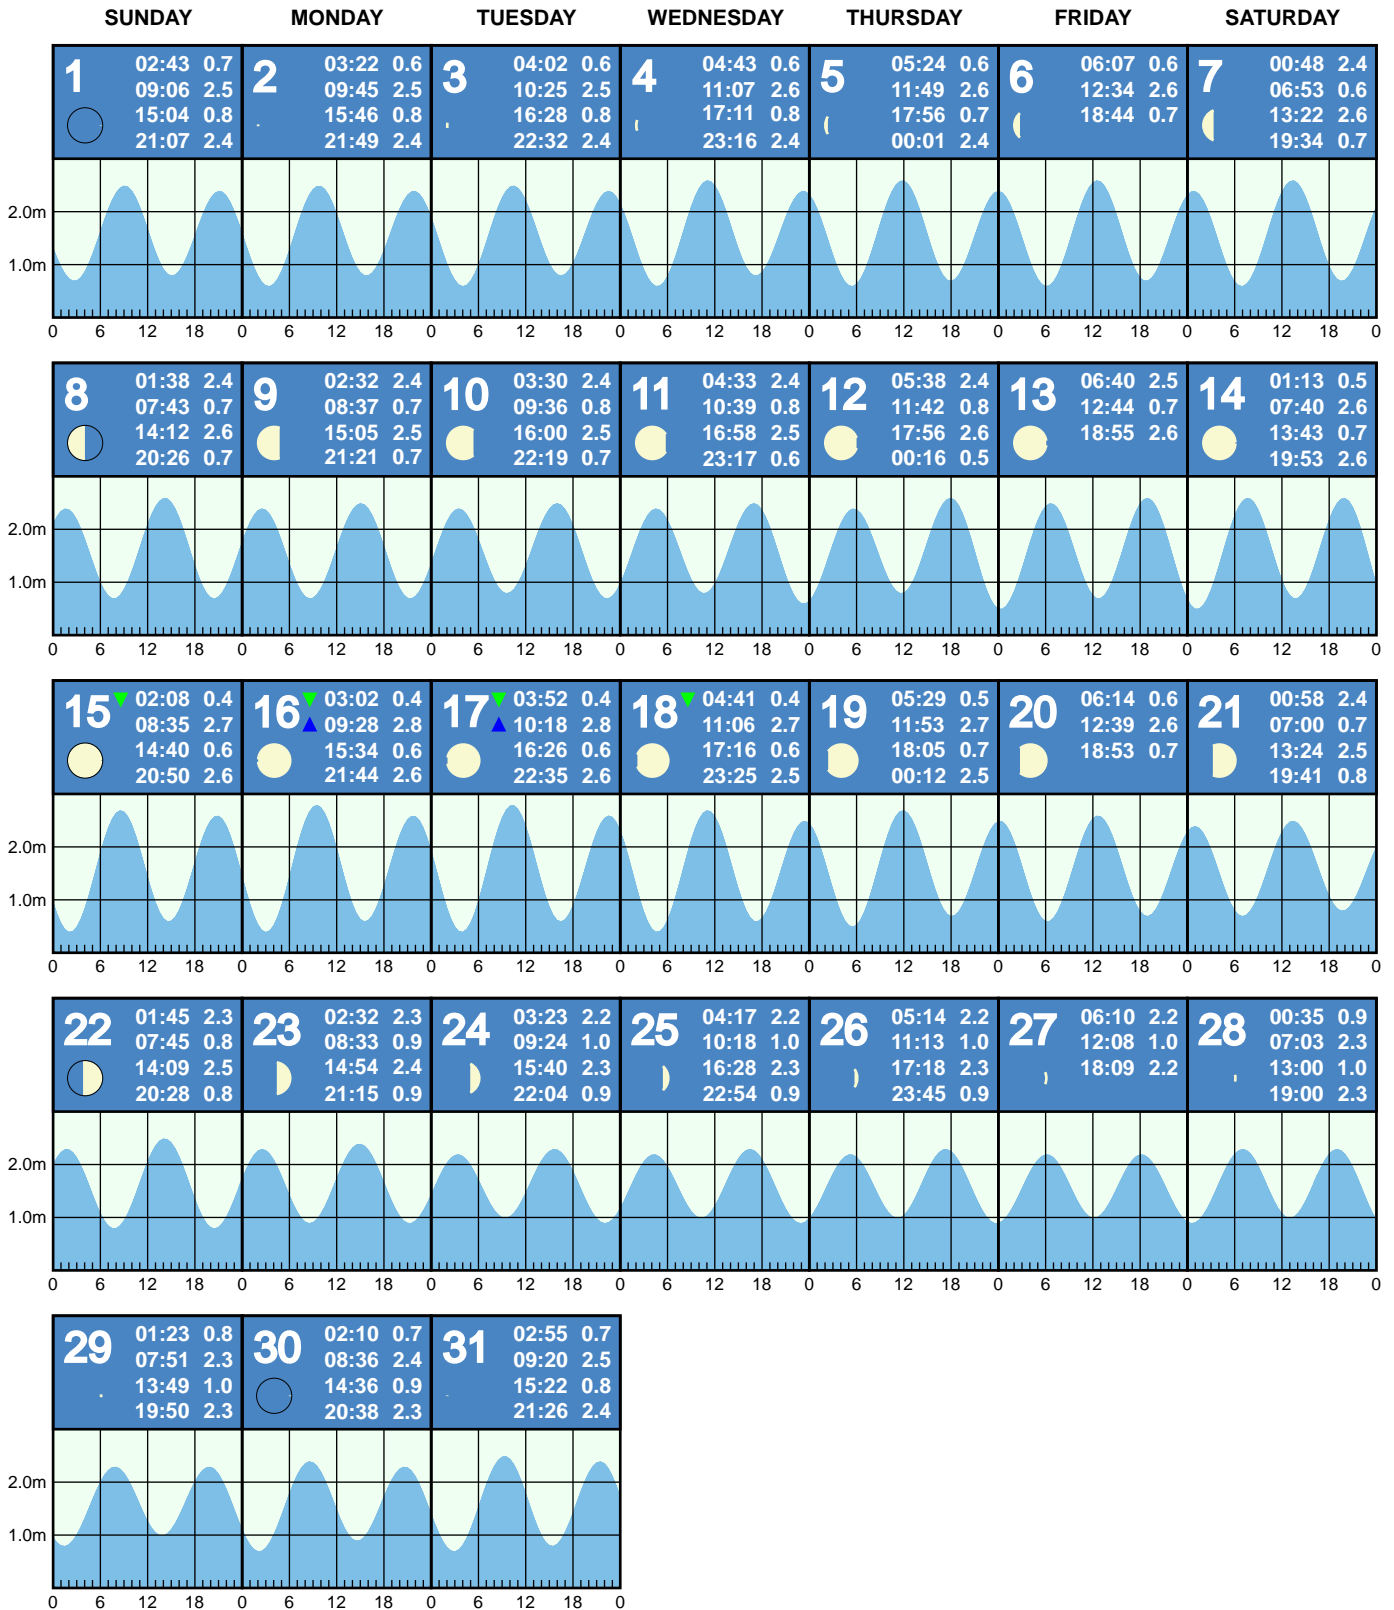 SUNDAY MONDAY TUESDAY WEDNESDAY THURSDAY FRIDAY SATURDAY
1 02:43 0.7
09:06 2.5
15:04 0.8
21:07 2.4
2 03:22 0.6
09:45 2.5
15:46 0.8
21:49 2.4
3 04:02 0.6
10:25 2.5
16:28 0.8
22:32 2.4
4 04:43 0.6
11:07 2.6
17:11 0.8
23:16 2.4
5 05:24 0.6
11:49 2.6
17:56 0.7
00:01 2.4
6 06:07 0.6
12:34 2.6
18:44 0.7
7 00:48 2.4
06:53 0.6
13:22 2.6
19:34 0.7
2.0m
1.0m
0 6 12 18 0 6 12 18 0 6 12 18 0 6 12 18 0 6 12 18 0 6 12 18 0 6 12 18 0
8 01:38 2.4
07:43 0.7
14:12 2.6
20:26 0.7
9 02:32 2.4
08:37 0.7
15:05 2.5
21:21 0.7
10 03:30 2.4
09:36 0.8
16:00 2.5
22:19 0.7
11 04:33 2.4
10:39 0.8
16:58 2.5
23:17 0.6
12 05:38 2.4
11:42 0.8
17:56 2.6
00:16 0.5
13 06:40 2.5
12:44 0.7
18:55 2.6
14 01:13 0.5
07:40 2.6
13:43 0.7
19:53 2.6
2.0m
1.0m
0 6 12 18 0 6 12 18 0 6 12 18 0 6 12 18 0 6 12 18 0 6 12 18 0 6 12 18 0
15 02:08 0.4
08:35 2.7
14:40 0.6
20:50 2.6
16 03:02 0.4
09:28 2.8
15:34 0.6
21:44 2.6
17 03:52 0.4
10:18 2.8
16:26 0.6
22:35 2.6
18 04:41 0.4
11:06 2.7
17:16 0.6
23:25 2.5
19 05:29 0.5
11:53 2.7
18:05 0.7
00:12 2.5
20 06:14 0.6
12:39 2.6
18:53 0.7
21 00:58 2.4
07:00 0.7
13:24 2.5
19:41 0.8
2.0m
1.0m
0 6 12 18 0 6 12 18 0 6 12 18 0 6 12 18 0 6 12 18 0 6 12 18 0 6 12 18 0
22 01:45 2.3
07:45 0.8
14:09 2.5
20:28 0.8
23 02:32 2.3
08:33 0.9
14:54 2.4
21:15 0.9
24 03:23 2.2
09:24 1.0
15:40 2.3
22:04 0.9
25 04:17 2.2
10:18 1.0
16:28 2.3
22:54 0.9
26 05:14 2.2
11:13 1.0
17:18 2.3
23:45 0.9
27 06:10 2.2
12:08 1.0
18:09 2.2
28 00:35 0.9
07:03 2.3
13:00 1.0
19:00 2.3
2.0m
1.0m
0 6 12 18 0 6 12 18 0 6 12 18 0 6 12 18 0 6 12 18 0 6 12 18 0 6 12 18 0
29 01:23 0.8
07:51 2.3
13:49 1.0
19:50 2.3
30 02:10 0.7
08:36 2.4
14:36 0.9
20:38 2.3
31 02:55 0.7
09:20 2.5
15:22 0.8
21:26 2.4
2.0m
1.0m
0 6 12 18 0 6 12 18 0 6 12 18 0